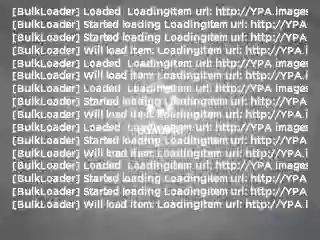 [BulkLoader] Loaded LoadingItem url: http://YPA.image
[BulkLoader] Started loading LoadingItem url: http://YPA
[BulkLoader] Started loading LoadingItem url: http://YPA
[BulkLoader] Will load item: LoadingItem url: http://YPA.i
[BulkLoader] Loaded LoadingItem url: http://YPA.image
[BulkLoader] Will load item: LoadingItem url: http://YPA.i
[BulkLoader] Loaded LoadingItem url: http://YPA.image
[BulkLoader] Started loading LoadingItem url: http://YPA
[BulkLoader] Will load item: LoadingItem url: http://YPA.i
[BulkLoader] Loaded LoadingItem url: http://YPA.image
[BulkLoader] Started loading LoadingItem url: http://YPA
[BulkLoader] Will load item: LoadingItem url: http://YPA.i
[BulkLoader] Loaded LoadingItem url: http://YPA.image
[BulkLoader] Started loading LoadingItem url: http://YPA
[BulkLoader] Started loading LoadingItem url: http://YPA
[BulkLoader] Will load item: LoadingItem url: http://YPA.i